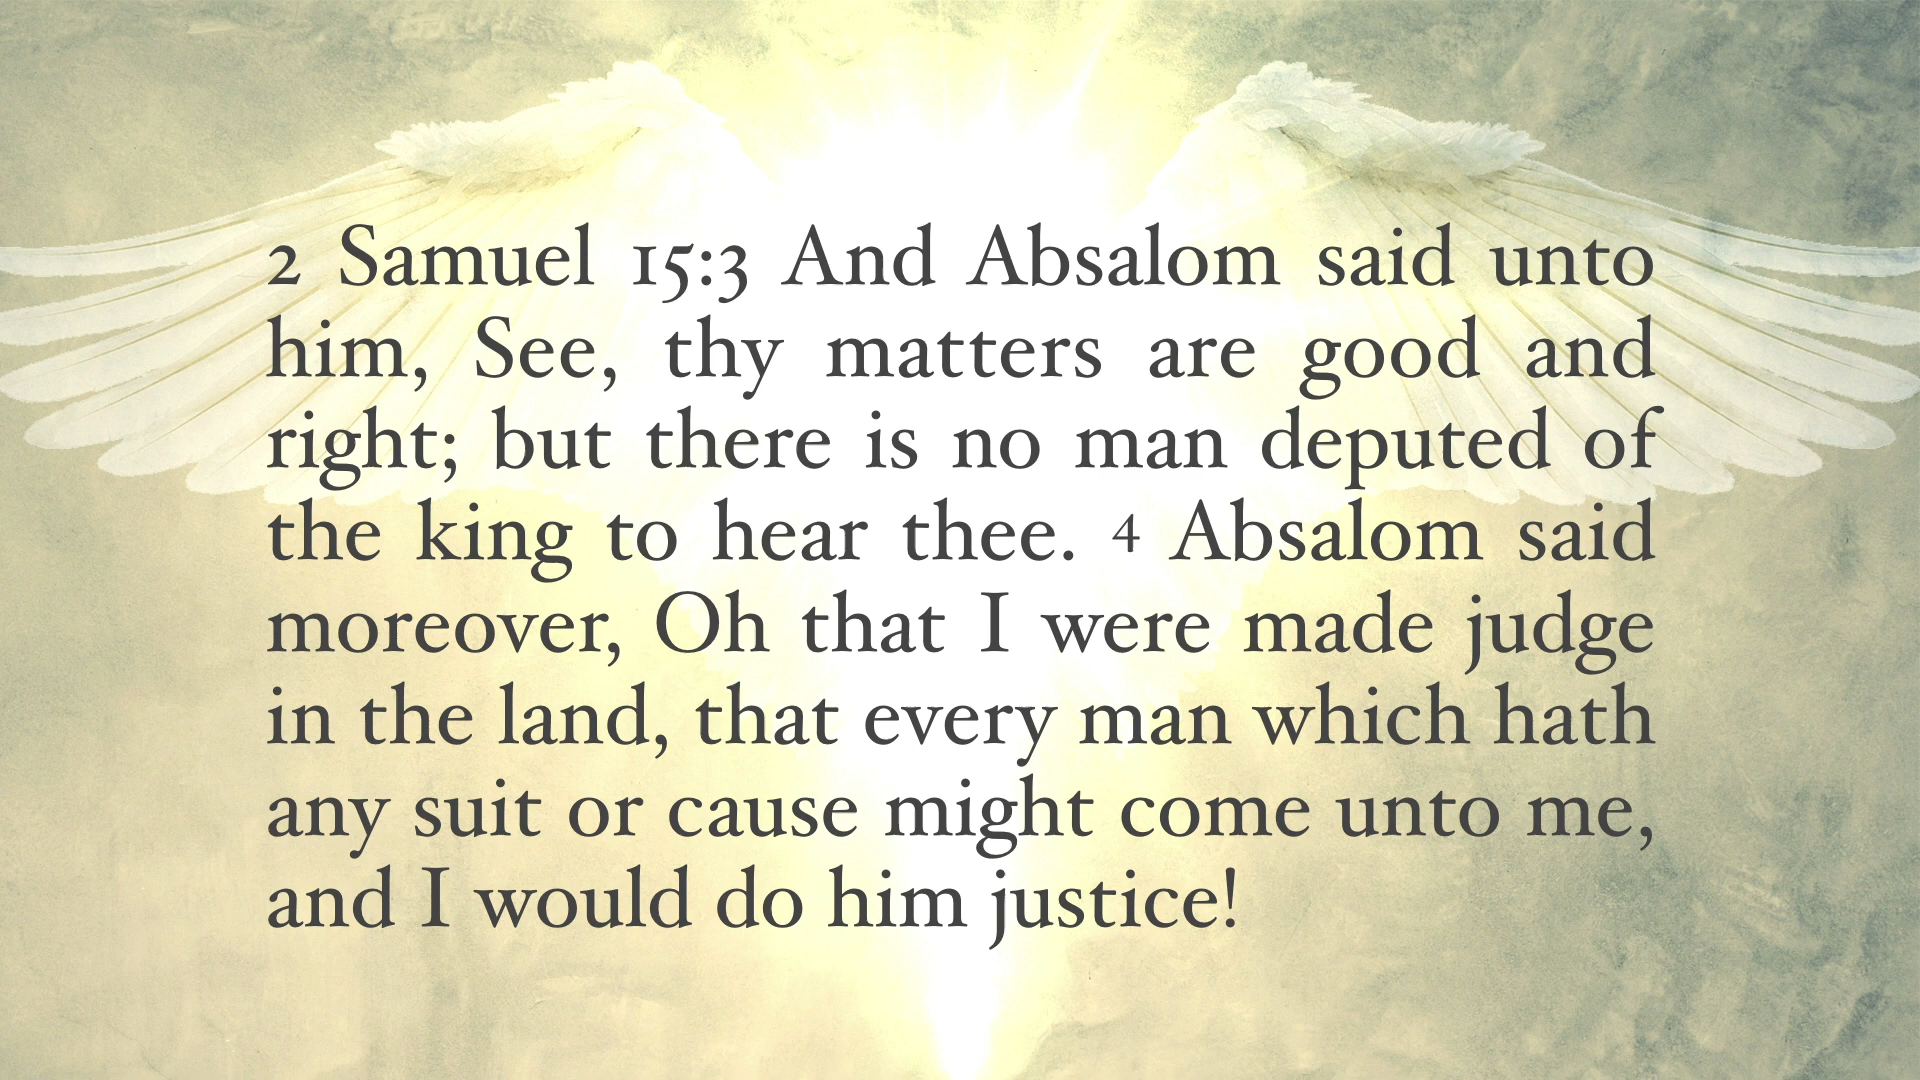 2 Samuel 15:3 And Absalom said unto
him, See, thy matters are good and
right; but there is no man deputed of
the king to hear thee. 4 Absalom said
moreover, Oh that I were made judge
in the land, that every man which hath
any suit or cause might come unto me,
and I would do him justice!